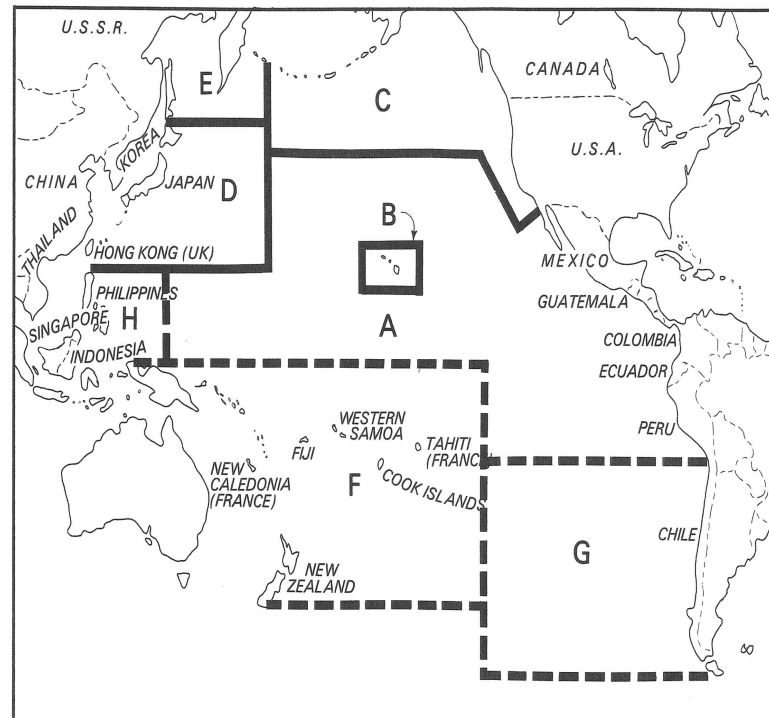 U.S.S.R.
E
C
CANADA
KOREA
U.S.A.
CHINA
JAPAN
D
B
THAILAND
HONG KONG (UK)
MEXICO
PHILIPPINES
GUATEMALA
SINGAPORE
H
A
COLOMBIA
INDONESIA
ECUADOR
WESTERN
SAMOA
PERU
FIJI
TAHITI
(FRANC
NEW
CALEDONIA
(FRANCE)
F
COOK ISLANDS
CHILE
G
NEW
ZEALAND